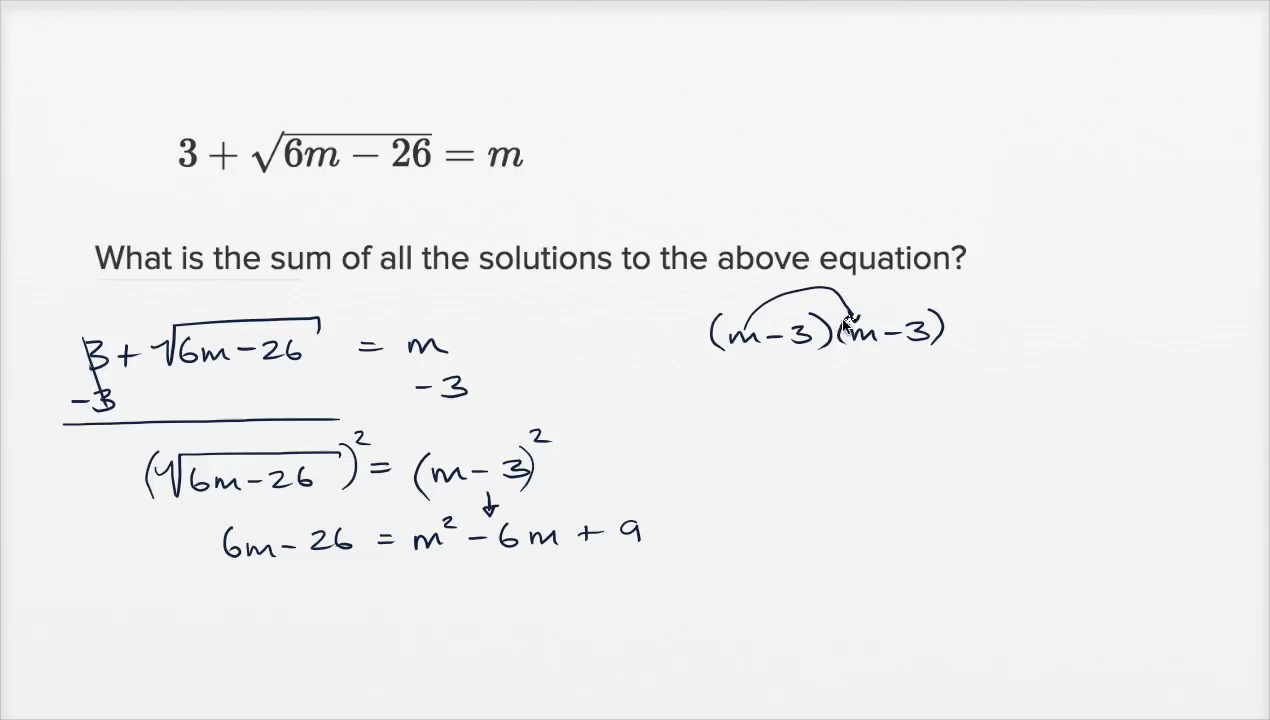 3 + √6m − 26 = m
What is the sum of all the solutions to the above equation?
3 + √6m − 26 = m
(m − 3)(m − 3)
−3 − 3
(√6m − 26)² = (m − 3)²
↓
6m − 26 = m² − 6m + 9